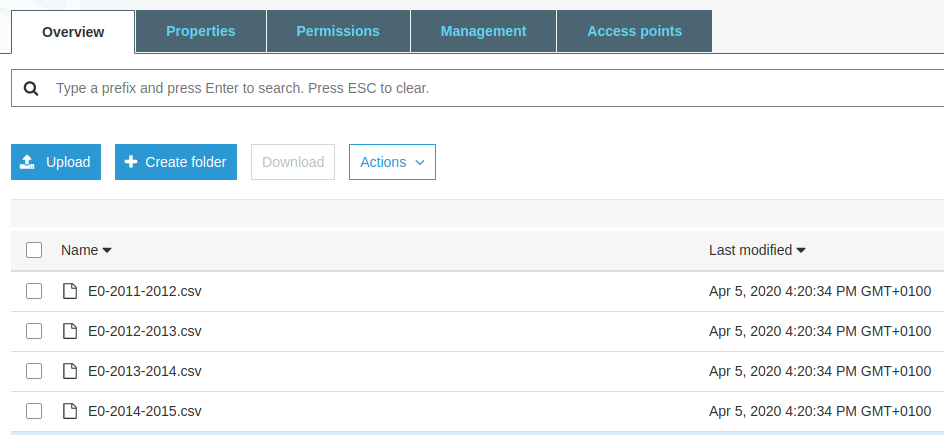 Overview Properties Permissions Management Access points
Type a prefix and press Enter to search. Press ESC to clear.
Upload Create folder Download Actions
Name Last modified
E0-2011-2012.csv Apr 5, 2020 4:20:34 PM GMT+0100
E0-2012-2013.csv Apr 5, 2020 4:20:34 PM GMT+0100
E0-2013-2014.csv Apr 5, 2020 4:20:34 PM GMT+0100
E0-2014-2015.csv Apr 5, 2020 4:20:34 PM GMT+0100